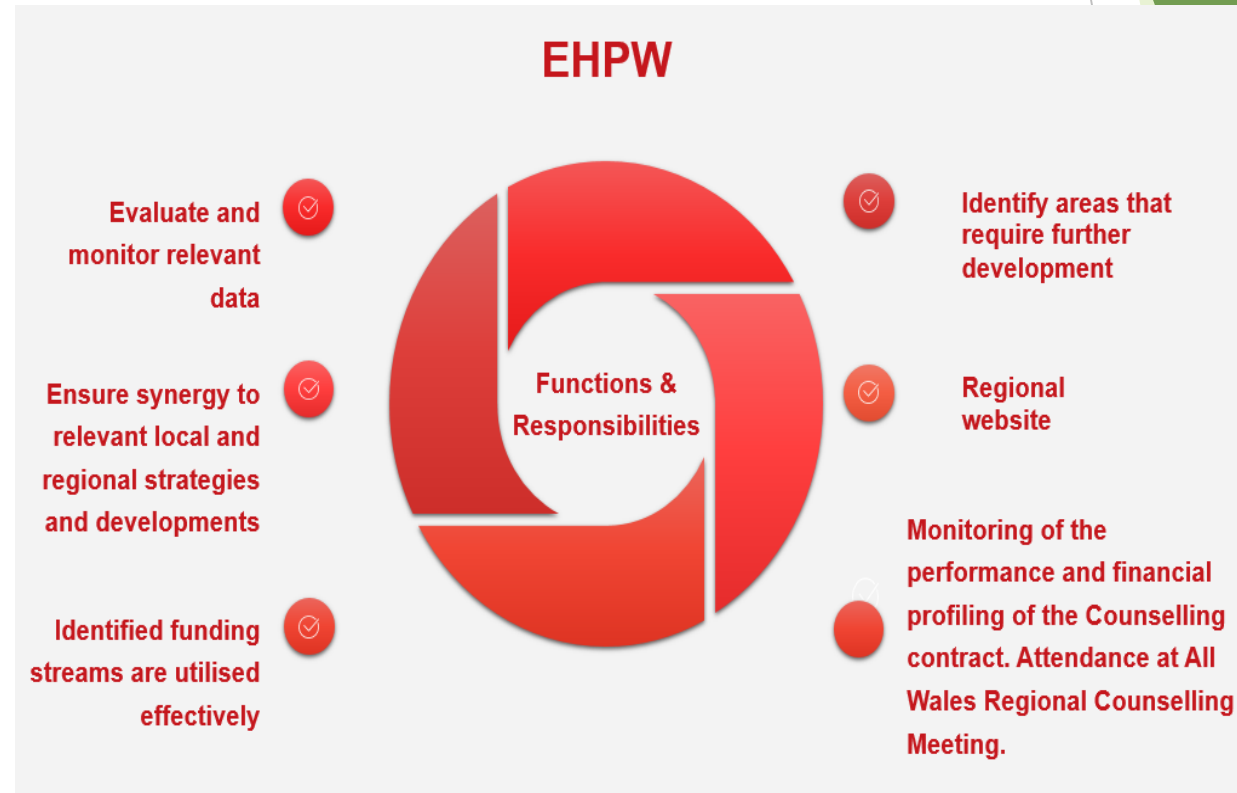 EHPW
Evaluate and
monitor relevant
data
Ensure synergy to
relevant local and
regional strategies
and developments
Identified funding
streams are utilised
effectively
Functions &
Responsibilities
Identify areas that
require further
development
Regional
website
Monitoring of the
performance and financial
profiling of the Counselling
contract. Attendance at All
Wales Regional Counselling
Meeting.